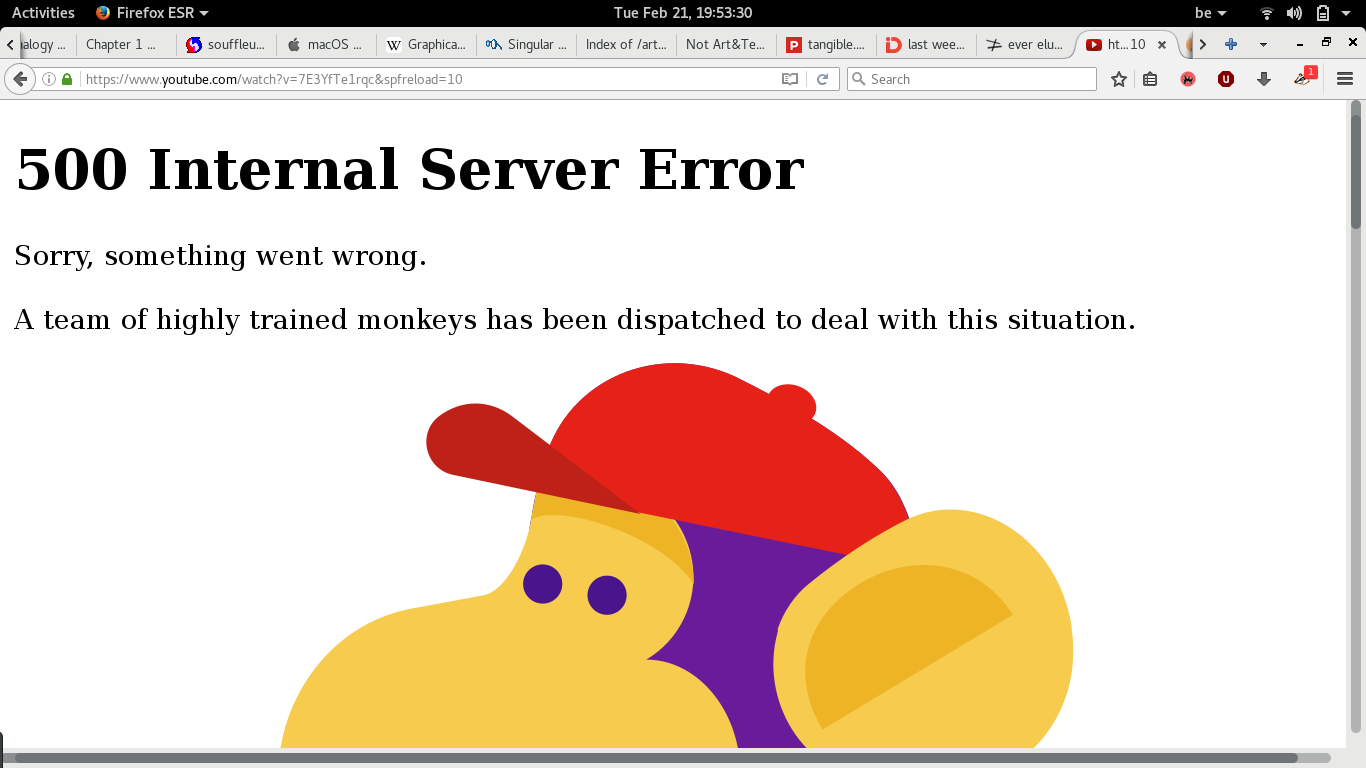 Activities Firefox ESR Tue Feb 21, 19:53:30 be
alogy ... Chapter 1 ... souffleu... macOS ... Graphica... Singular ... Index of /art... Not Art&Te... tangible.... last wee... ever elu... ht...10
https://www.youtube.com/watch?v=7E3YfTe1rqc&spfreload=10 Search 1
500 Internal Server Error
Sorry, something went wrong.
A team of highly trained monkeys has been dispatched to deal with this situation.